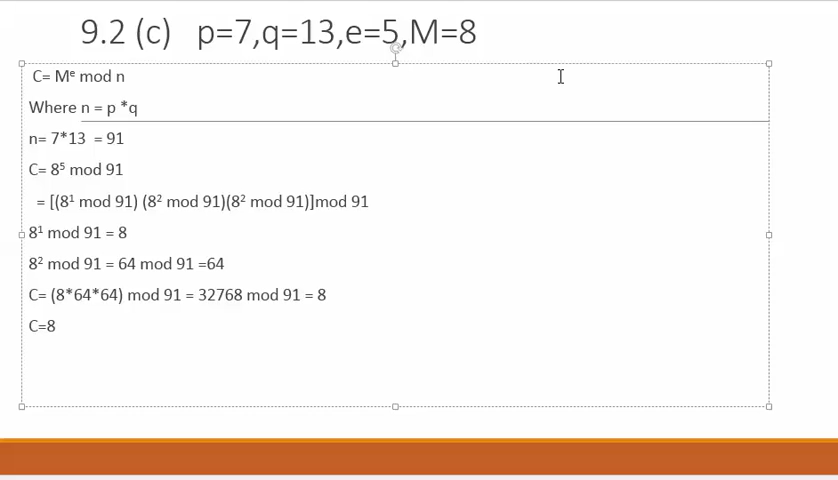 9.2 (c) p=7,q=13,e=5,M=8
C= Mᵉ mod n
Where n = p *q
n= 7*13 = 91
C= 8⁵ mod 91
= [(8¹ mod 91) (8² mod 91)(8² mod 91)]mod 91
8¹ mod 91 = 8
8² mod 91 = 64 mod 91 =64
C= (8*64*64) mod 91 = 32768 mod 91 = 8
C=8